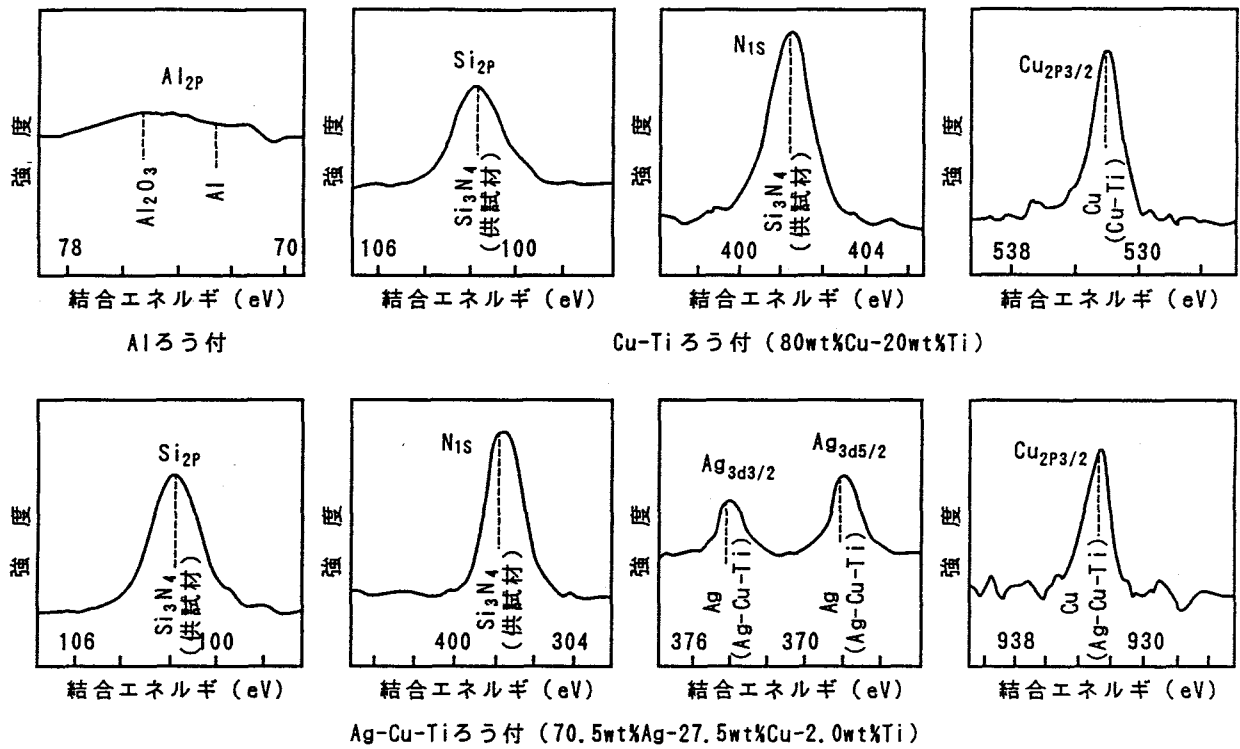 Al2P
Al2O3
Al
強度
78
70
結合エネルギ (eV)
Alろう付
Si2P
Si3N4
(供試材)
106
100
結合エネルギ (eV)
N1S
強度
Si3N4
(供試材)
400
404
結合エネルギ (eV)
Cu2P3/2
強度
Cu
(Cu-Ti)
538
530
結合エネルギ (eV)
強度
Cu-Tiろう付 (80wt%Cu-20wt%Ti)
Si2P
強度
Si3N4
(供試材)
106
100
結合エネルギ (eV)
N1S
強度
Si3N4
(供試材)
400
304
結合エネルギ (eV)
Ag3d3/2
Ag3d5/2
強度
Ag
(Ag-Cu-Ti)
Ag
(Ag-Cu-Ti)
376
370
結合エネルギ (eV)
Cu2P3/2
強度
Cu
(Ag-Cu-Ti)
938
930
結合エネルギ (eV)
Ag-Cu-Tiろう付 (70.5wt%Ag-27.5wt%Cu-2.0wt%Ti)